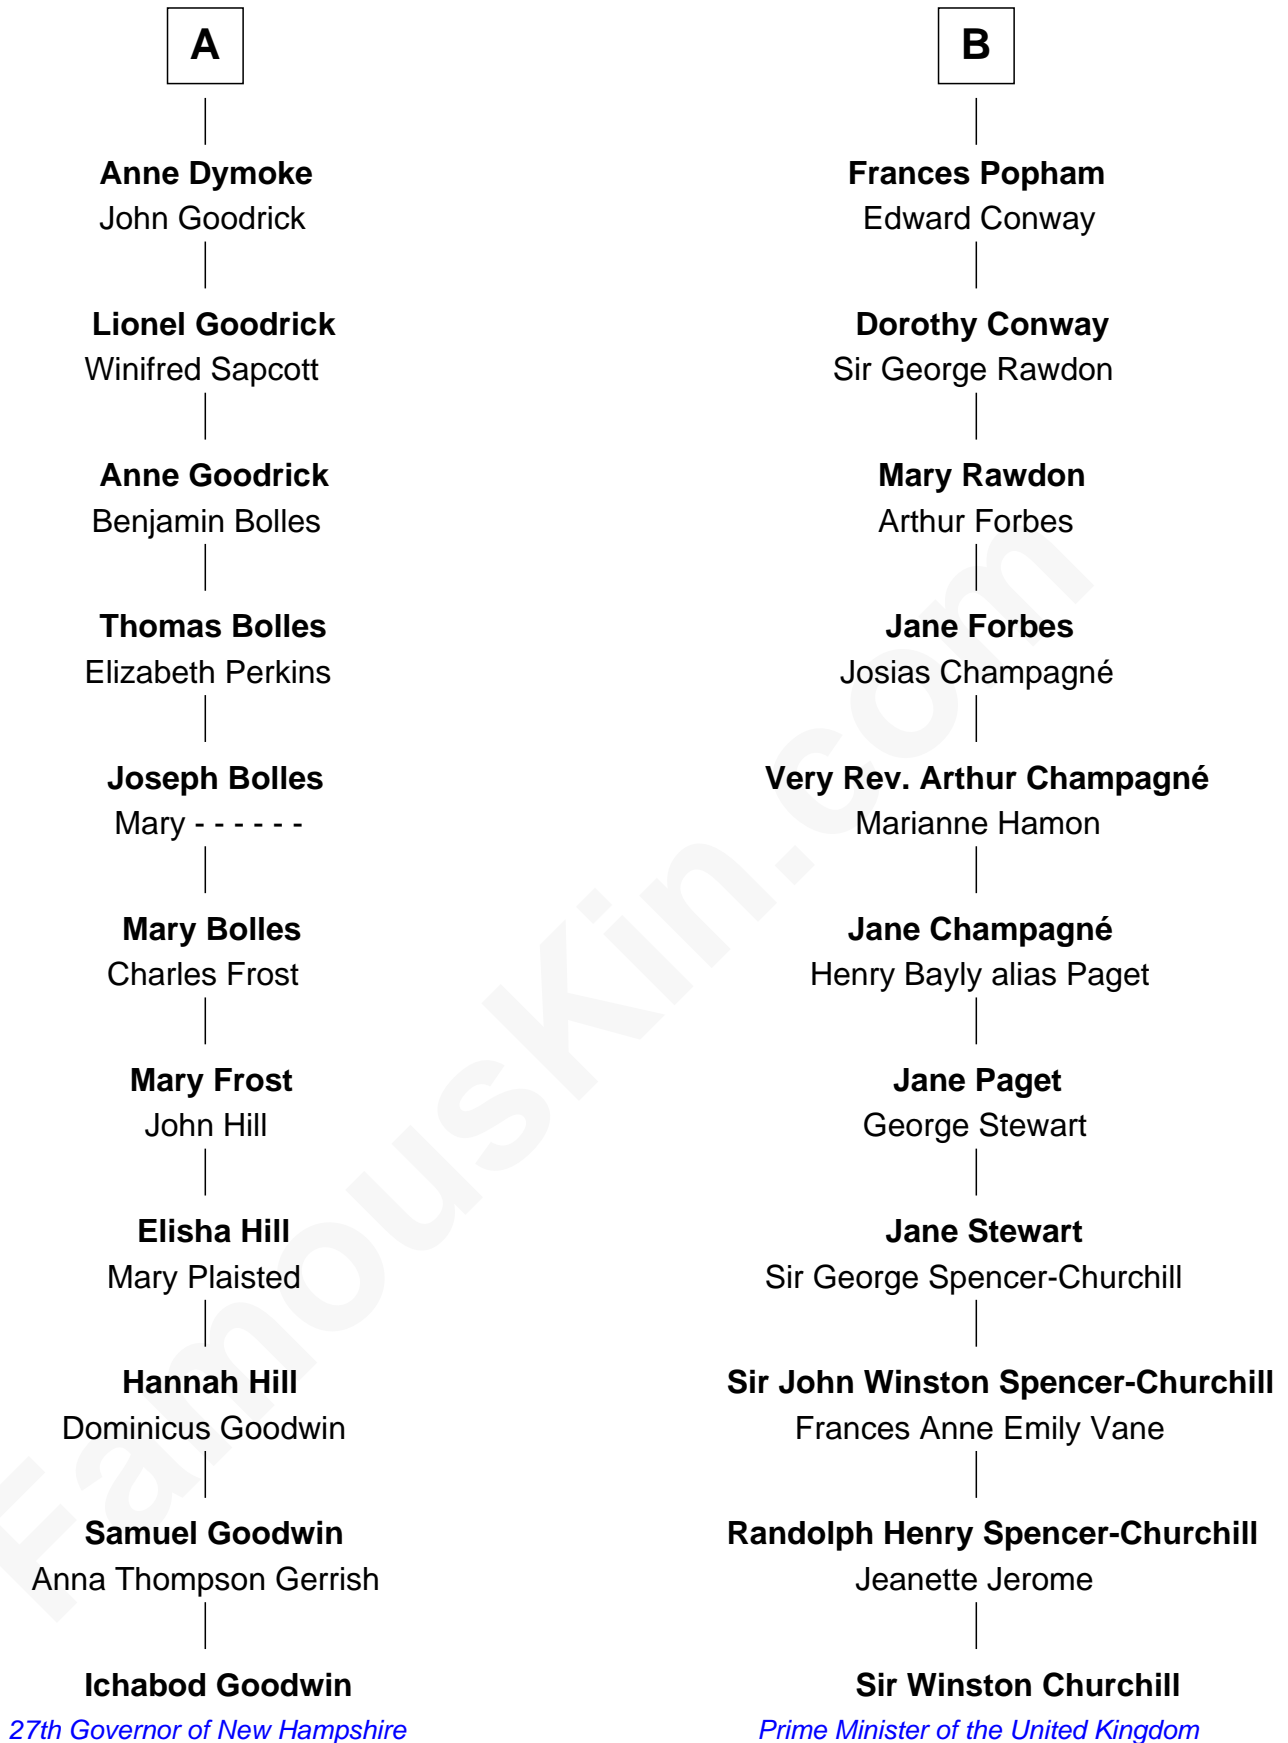 A
Anne Dymoke
John Goodrick
Lionel Goodrick
Winifred Sapcott
Anne Goodrick
Benjamin Bolles
Thomas Bolles
Elizabeth Perkins
Joseph Bolles
Mary - - - - - -
Mary Bolles
Charles Frost
Mary Frost
John Hill
Elisha Hill
Mary Plaisted
Hannah Hill
Dominicus Goodwin
Samuel Goodwin
Anna Thompson Gerrish
Ichabod Goodwin
27th Governor of New Hampshire
B
Frances Popham
Edward Conway
Dorothy Conway
Sir George Rawdon
Mary Rawdon
Arthur Forbes
Jane Forbes
Josias Champagné
Very Rev. Arthur Champagné
Marianne Hamon
Jane Champagné
Henry Bayly alias Paget
Jane Paget
George Stewart
Jane Stewart
Sir George Spencer-Churchill
Sir John Winston Spencer-Churchill
Frances Anne Emily Vane
Randolph Henry Spencer-Churchill
Jeanette Jerome
Sir Winston Churchill
Prime Minister of the United Kingdom
FamousKin.com